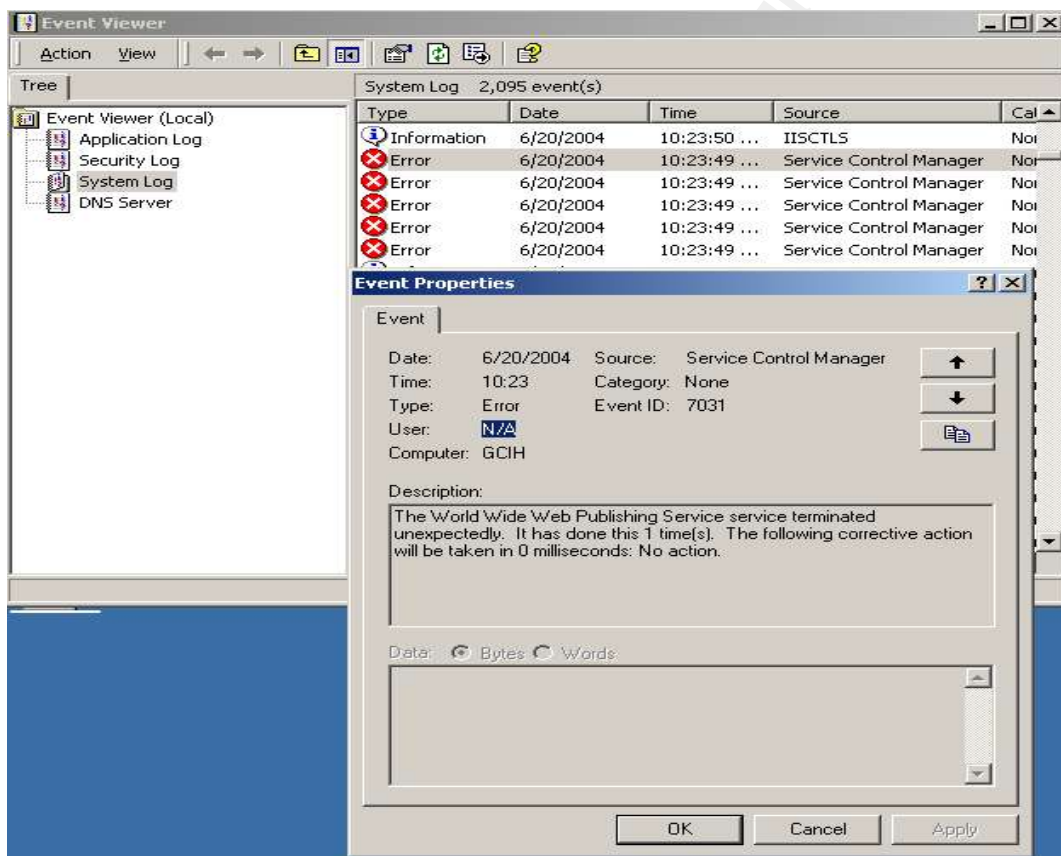 Event Viewer
Action View
Tree
System Log 2,095 event(s)
Event Viewer (Local)
Application Log
Security Log
System Log
DNS Server
Type Date Time Source
Information 6/20/2004 10:23:50 ... IISCTLS
Error 6/20/2004 10:23:49 ... Service Control Manager
Error 6/20/2004 10:23:49 ... Service Control Manager
Error 6/20/2004 10:23:49 ... Service Control Manager
Error 6/20/2004 10:23:49 ... Service Control Manager
Error 6/20/2004 10:23:49 ... Service Control Manager
Event Properties
Event
Date: 6/20/2004 Source: Service Control Manager
Time: 10:23 Category: None
Type: Error Event ID: 7031
User: N/A
Computer: GCIH
Description:
The World Wide Web Publishing Service service terminated
unexpectedly. It has done this 1 time(s). The following corrective action
will be taken in 0 milliseconds: No action.
Data: Bytes Words
OK Cancel Apply